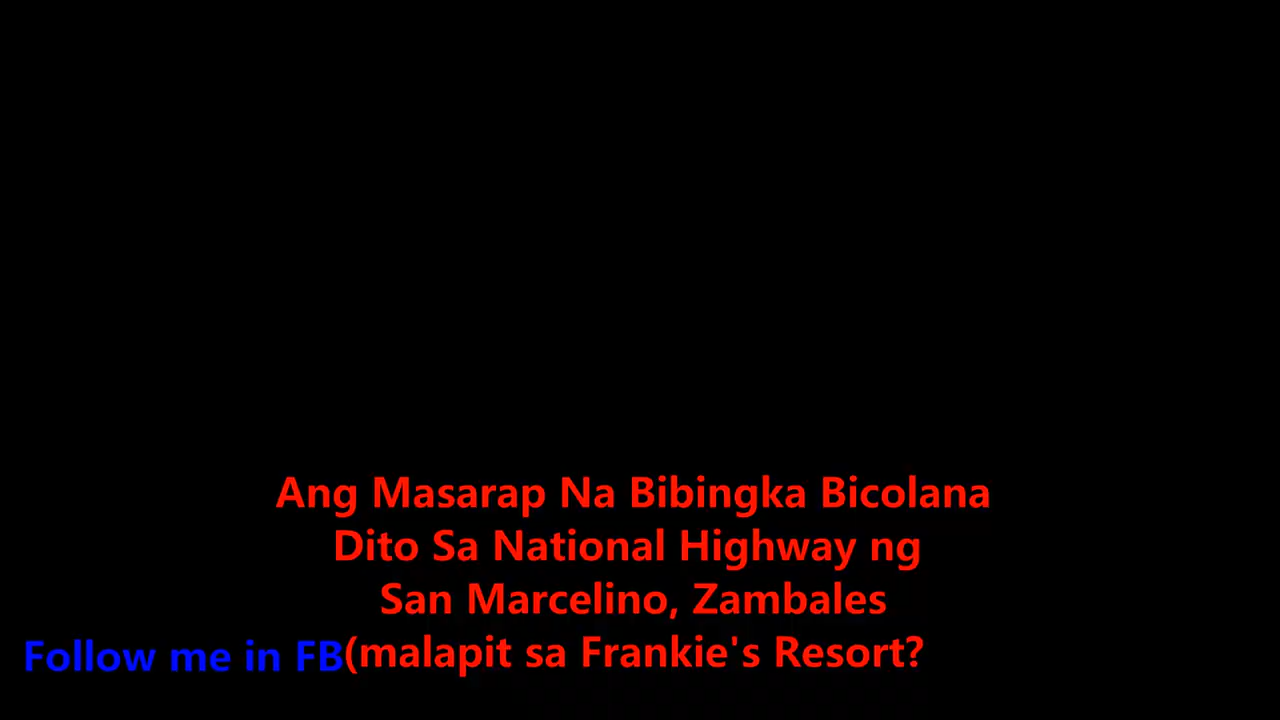 Ang Masarap Na Bibingka Bicolana
Dito Sa National Highway ng
San Marcelino, Zambales
(malapit sa Frankie's Resort?
Follow me in FB